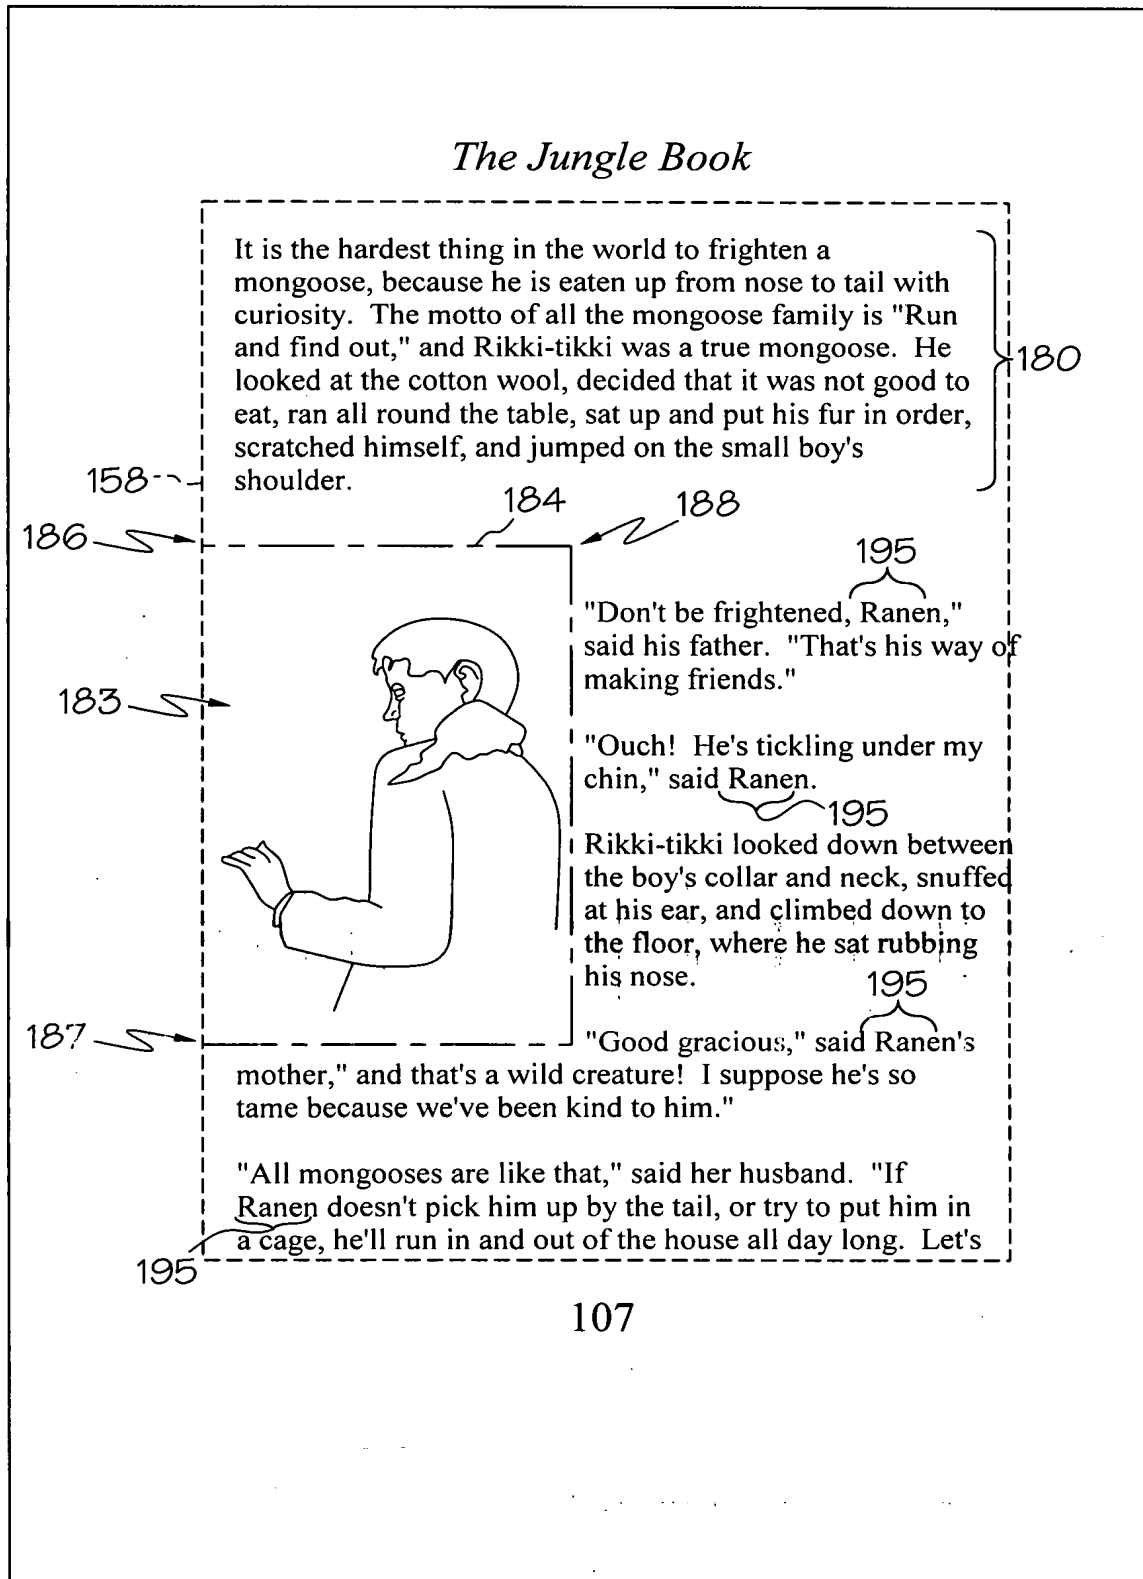 The Jungle Book
It is the hardest thing in the world to frighten a
mongoose, because he is eaten up from nose to tail with
curiosity. The motto of all the mongoose family is "Run
and find out," and Rikki-tikki was a true mongoose. He
looked at the cotton wool, decided that it was not good to
eat, ran all round the table, sat up and put his fur in order,
scratched himself, and jumped on the small boy's
shoulder.
180
158
184
188
186
195
"Don't be frightened, Ranen,"
said his father. "That's his way of
making friends."
183
"Ouch! He's tickling under my
chin," said Ranen.
195
Rikki-tikki looked down between
the boy's collar and neck, snuffed
at his ear, and climbed down to
the floor, where he sat rubbing
his nose.
195
187
"Good gracious," said Ranen's
mother," and that's a wild creature! I suppose he's so
tame because we've been kind to him."
"All mongooses are like that," said her husband. "If
Ranen doesn't pick him up by the tail, or try to put him in
a cage, he'll run in and out of the house all day long. Let's
195
107